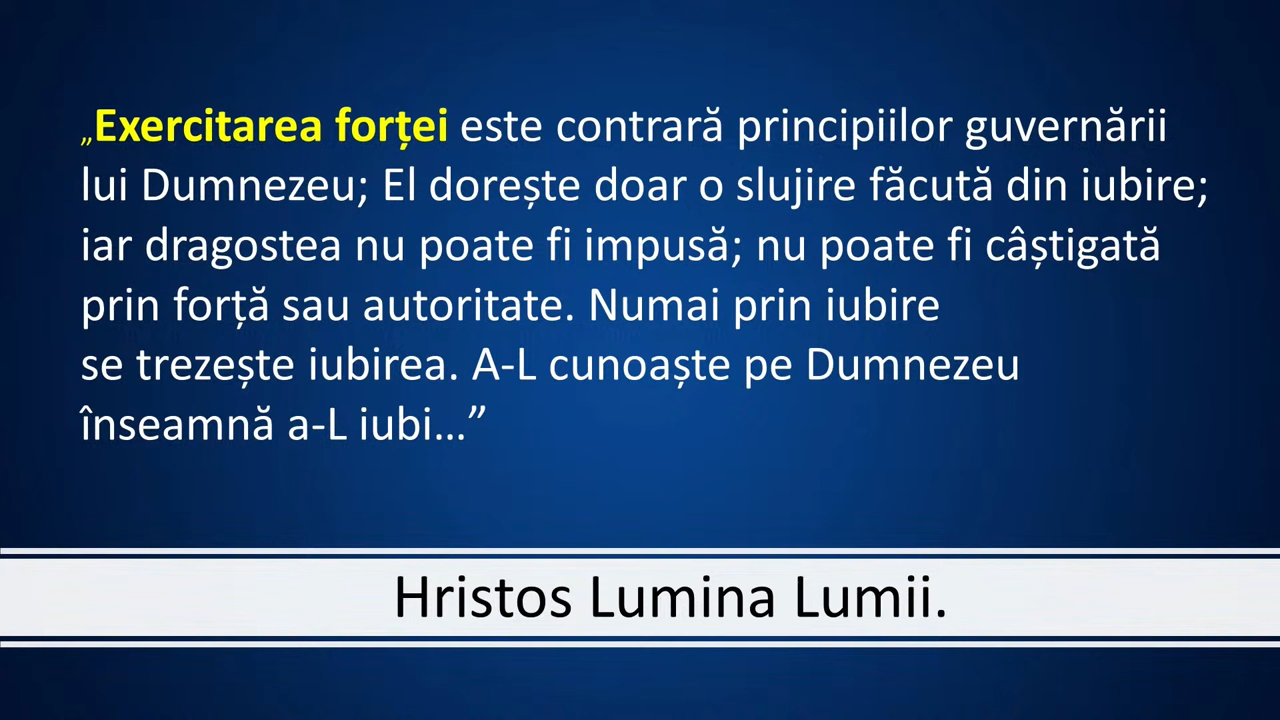 „Exercitarea forței este contrară principiilor guvernării
lui Dumnezeu; El dorește doar o slujire făcută din iubire;
iar dragostea nu poate fi impusă; nu poate fi câștigată
prin forță sau autoritate. Numai prin iubire
se trezește iubirea. A-L cunoaște pe Dumnezeu
înseamnă a-L iubi…”
Hristos Lumina Lumii.